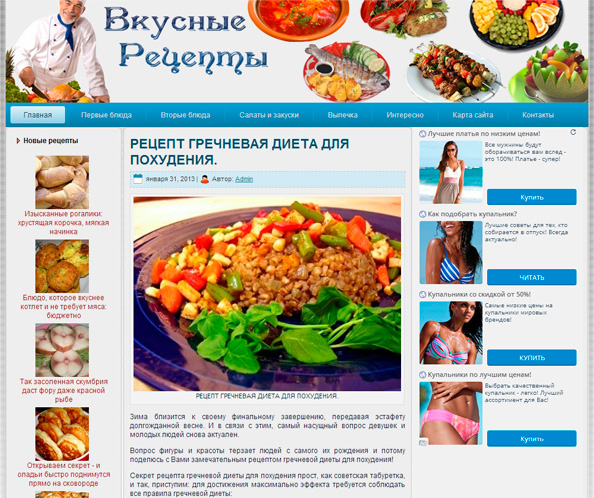 Вкусные
Рецепты
Главная
Первые блюда
Вторые блюда
Салаты и закуски
Выпечка
Интересно
Карта сайта
Контакты
Новые рецепты
Изысканные рогалики:
хрустящая корочка, мягкая
начинка
Блюдо, которое вкуснее
котлет и не требует мяса:
бюджетно
Так засоленная скумбрия
даст фору даже красной
рыбе
Открываем секрет - и
оладьи быстро поднимутся
прямо на сковороде
РЕЦЕПТ ГРЕЧНЕВАЯ ДИЕТА ДЛЯ
ПОХУДЕНИЯ.
января 31, 2013 | Автор: Admin
РЕЦЕПТ ГРЕЧНЕВАЯ ДИЕТА ДЛЯ ПОХУДЕНИЯ.
Зима близится к своему финальному завершению, передавая эстафету
долгожданной весне. И в связи с этим, самый насущный вопрос девушек и
молодых людей снова актуален.
Вопрос фигуры и красоты терзает людей с самого их рождения и потому
поделюсь с Вами замечательным рецептом гречневой диеты для похудения!
Секрет рецепта гречневой диеты для похудения прост, как советская табуретка,
и так, приступим: для достижения максимально эффекта требуется соблюдать
все правила гречневой диеты:
Лучшие платья по низким ценам!
Все мужчины будут
оборачиваться вам вслед -
это 100%! Платье - супер!
Купить
Как подобрать купальник?
Лучшие советы для тех, кто
собирается в отпуск! Всегда
актуально!
ЧИТАТЬ
Купальники со скидкой от 50%!
Самые низкие цены на
купальники мировых
брендов!
КУПИТЬ
Купальники по лучшим ценам!
Выбрать качественный
купальник - легко! Лучший
ассортимент для Вас!
Купить